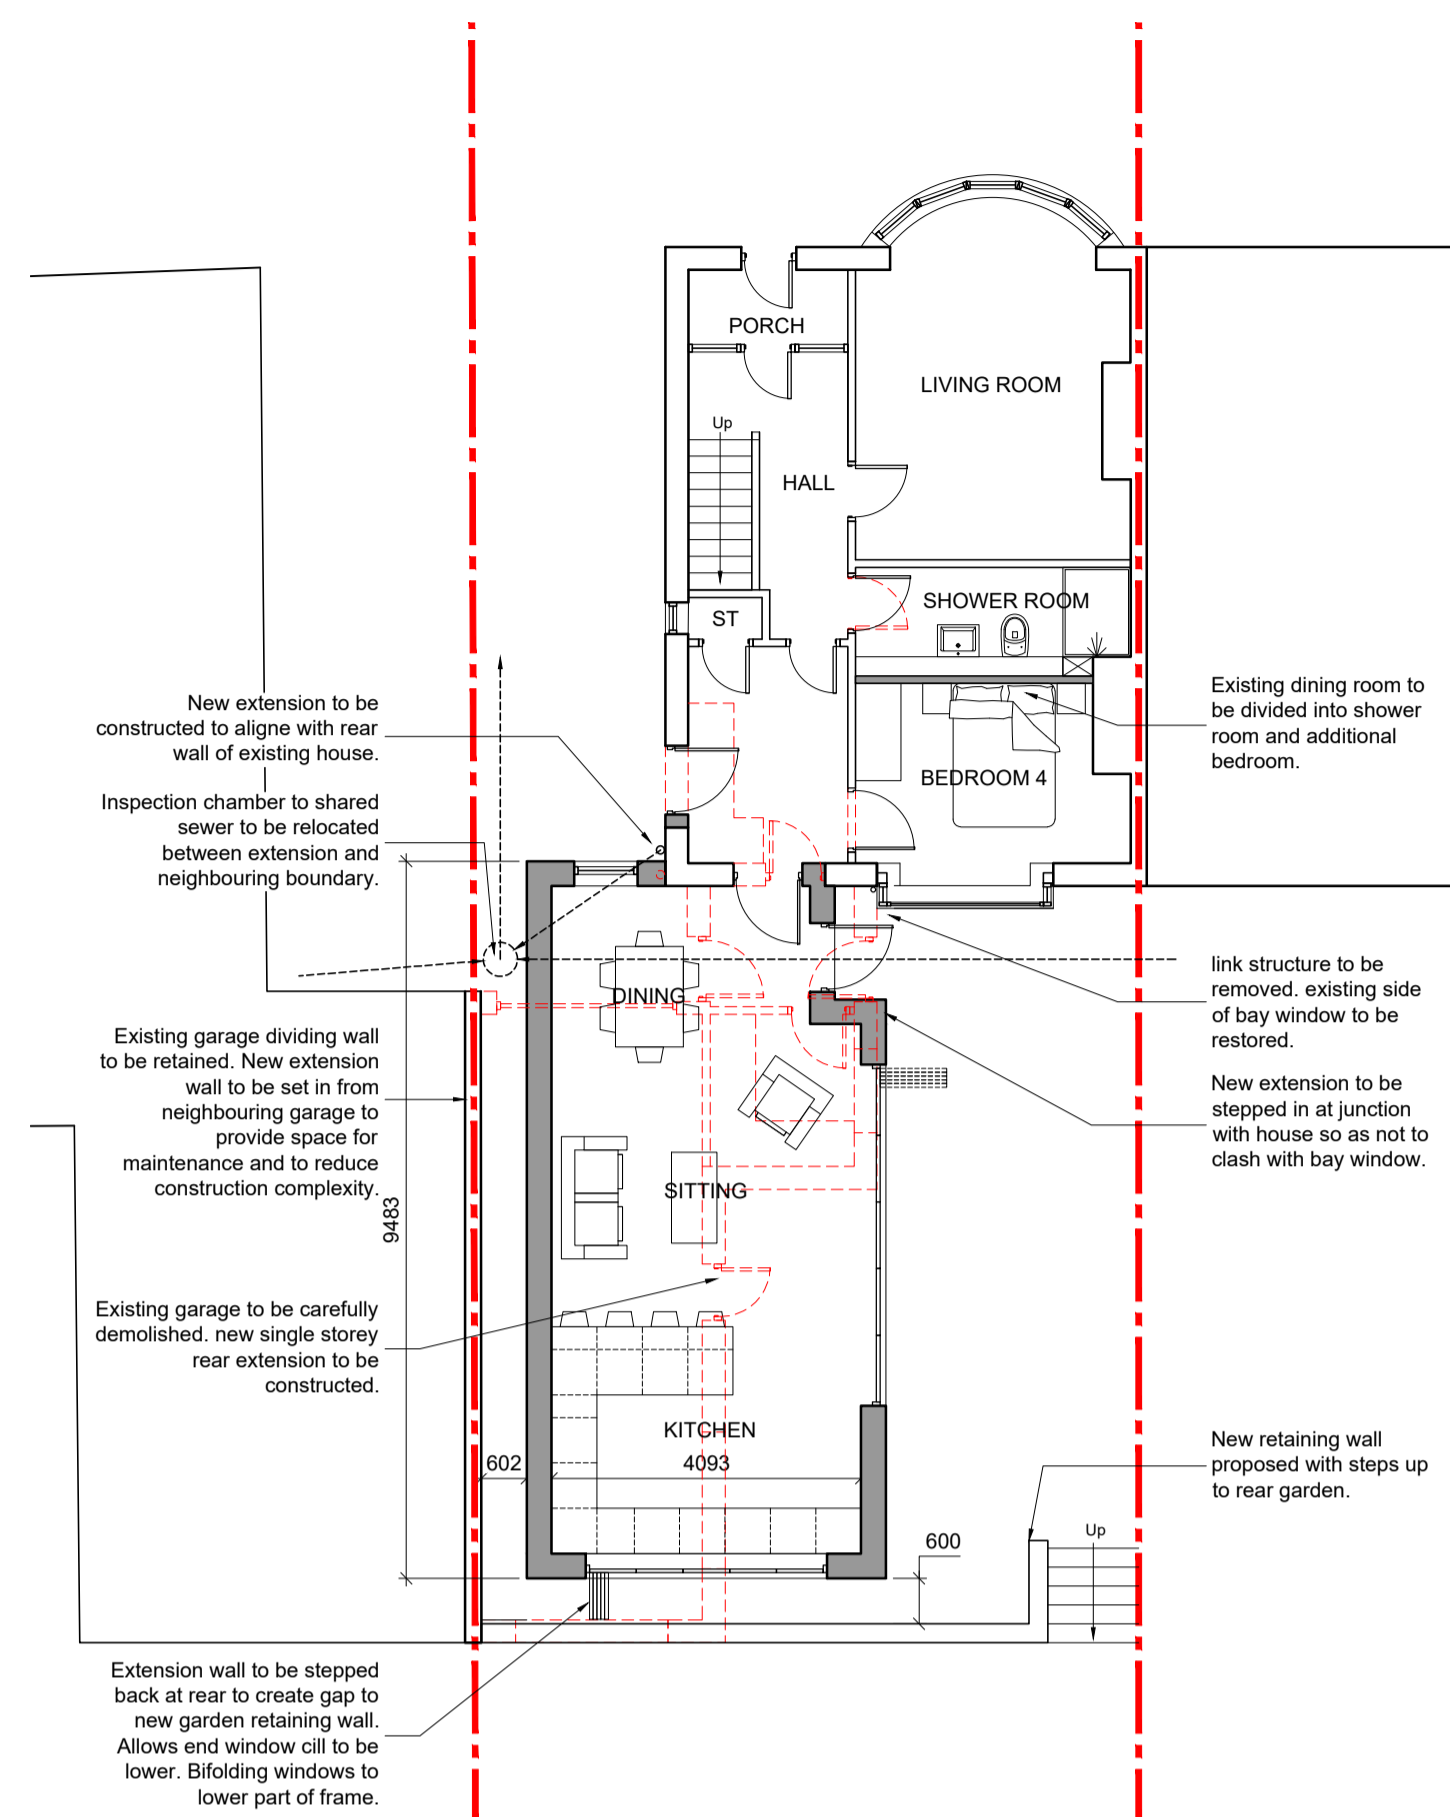 PORCH
LIVING ROOM
Up
HALL
SHOWER ROOM
ST
New extension to be
constructed to aligne with rear
wall of existing house.
Existing dining room to
be divided into shower
room and additional
bedroom.
BEDROOM 4
Inspection chamber to shared
sewer to be relocated
between extension and
neighbouring boundary.
DINING
link structure to be
removed. existing side
of bay window to be
restored.
Existing garage dividing wall
to be retained. New extension
wall to be set in from
neighbouring garage to
provide space for
maintenance and to reduce
construction complexity.
New extension to be
stepped in at junction
with house so as not to
clash with bay window.
SITTING
9483
Existing garage to be carefully
demolished. new single storey
rear extension to be
constructed.
KITCHEN
602
4093
New retaining wall
proposed with steps up
to rear garden.
600
Up
Extension wall to be stepped
back at rear to create gap to
new garden retaining wall.
Allows end window cill to be
lower. Bifolding windows to
lower part of frame.